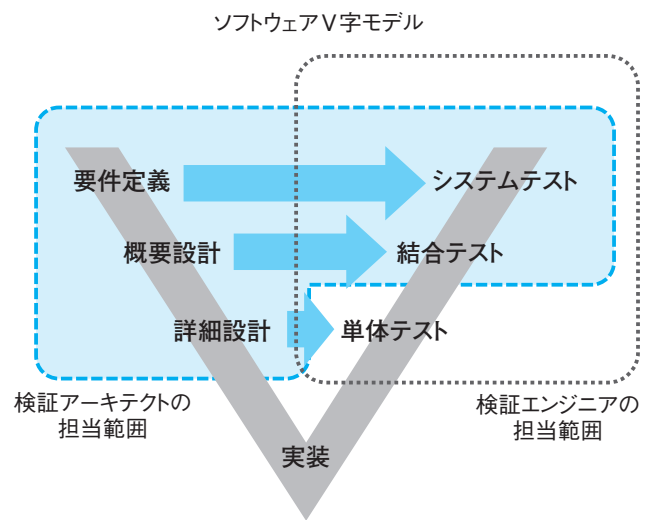 ソフトウェアV字モデル
要件定義
システムテスト
概要設計
結合テスト
詳細設計
単体テスト
検証アーキテクトの
担当範囲
検証エンジニアの
担当範囲
実装